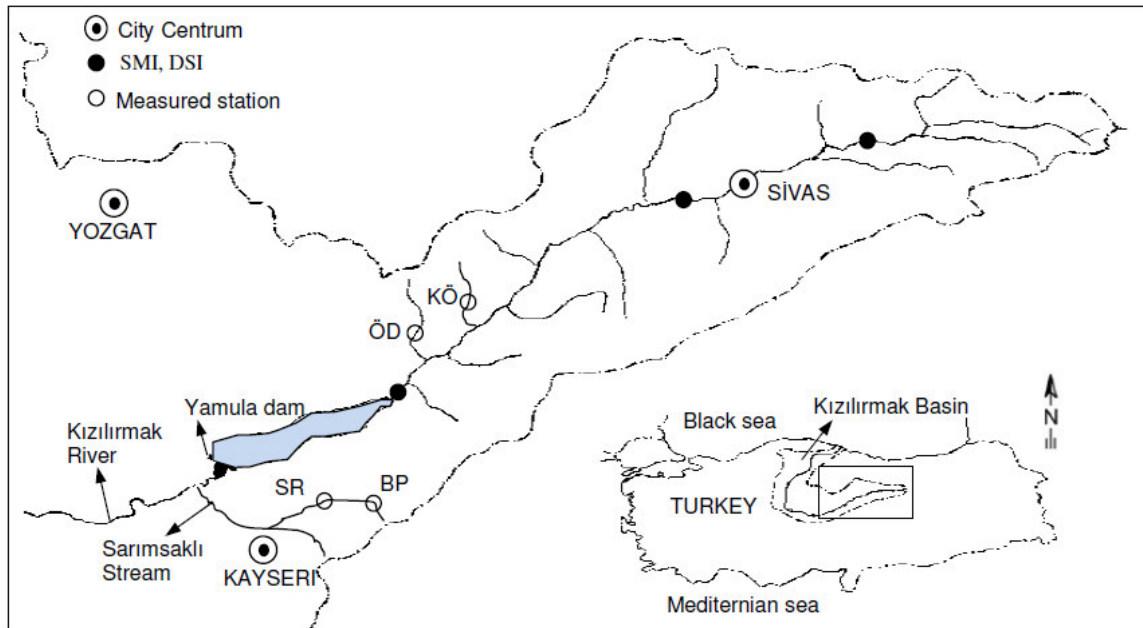 City Centrum
SMI, DSI
Measured station
YOZGAT
SİVAS
KÖ
ÖD
Yamula dam
Kızılırmak
River
SR
BP
Sarımsaklı
Stream
KAYSERI
N
Kızılırmak Basin
Black sea
TURKEY
Mediternian sea